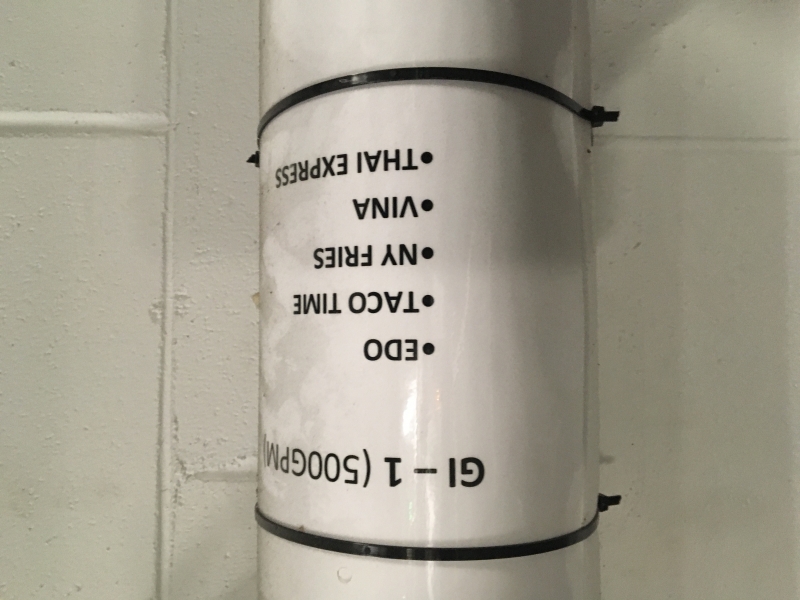 GI – 1 (500GPM)
•EDO
•TACO TIME
•NY FRIES
•VINA
•THAI EXPRESS